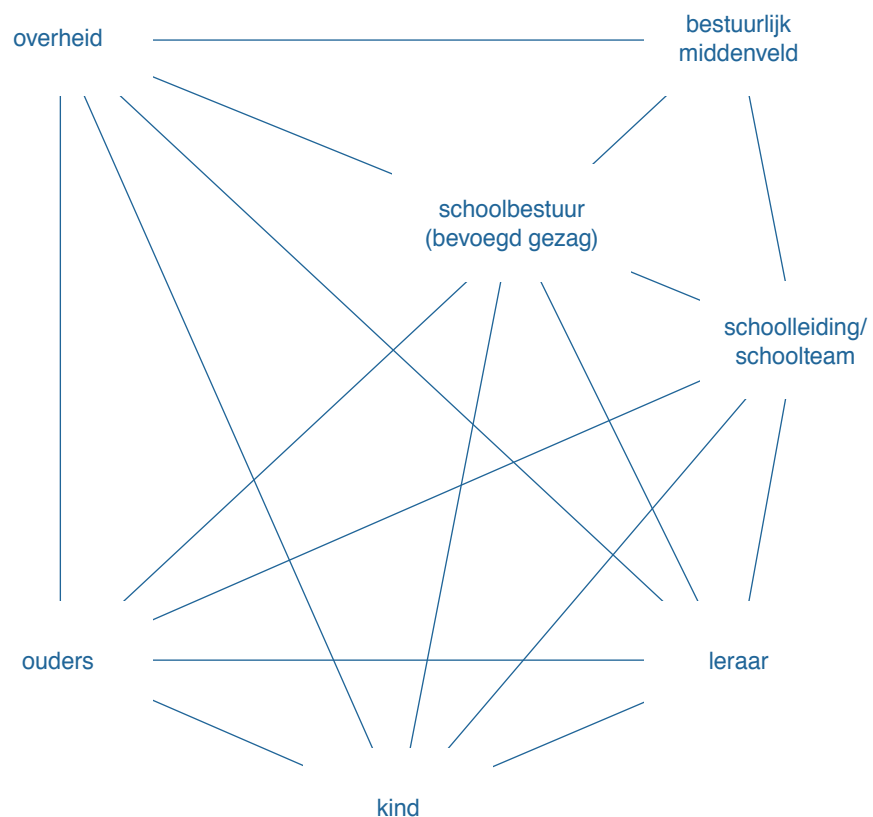 overheid
bestuurlijk
middenveld
schoolbestuur
(bevoegd gezag)
schoolleiding/
schoolteam
ouders
leraar
kind